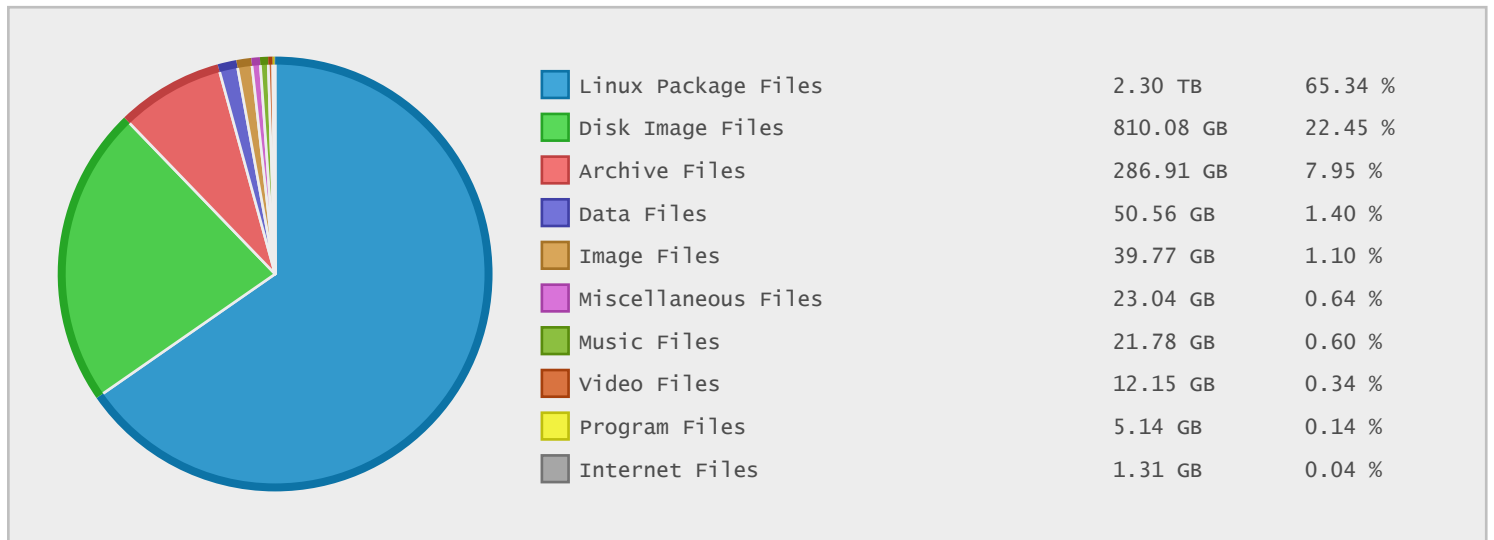 Linux Package Files 2.30 TB 65.34 %
Disk Image Files 810.08 GB 22.45 %
Archive Files 286.91 GB 7.95 %
Data Files 50.56 GB 1.40 %
Image Files 39.77 GB 1.10 %
Miscellaneous Files 23.04 GB 0.64 %
Music Files 21.78 GB 0.60 %
Video Files 12.15 GB 0.34 %
Program Files 5.14 GB 0.14 %
Internet Files 1.31 GB 0.04 %